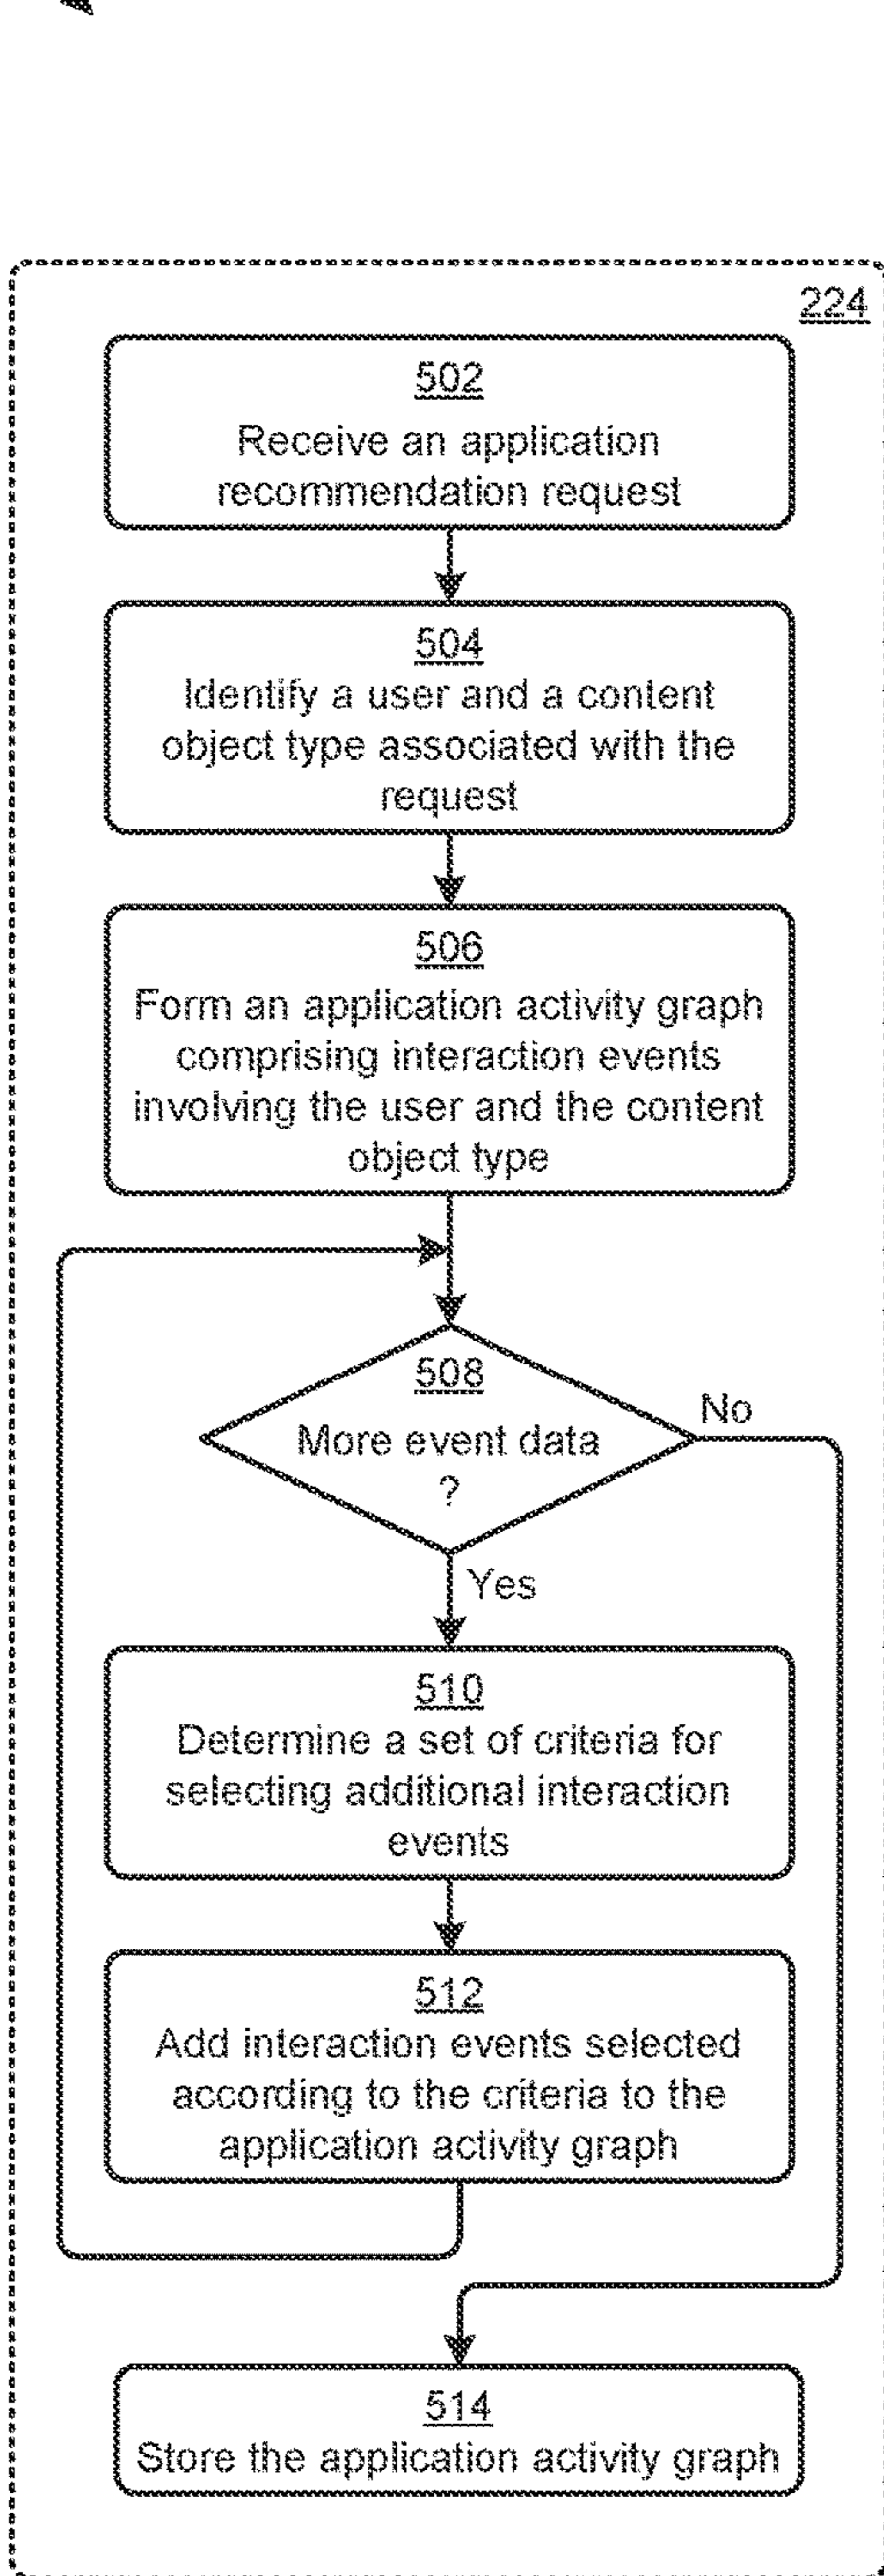 224
502
Receive an application
recommendation request
504
Identify a user and a content
object type associated with the
request
506
Form an application activity graph
comprising interaction events
involving the user and the content
object type
508
More event data
?
No
Yes
510
Determine a set of criteria for
selecting additional interaction
events
512
Add interaction events selected
according to the criteria to the
application activity graph
514
Store the application activity graph